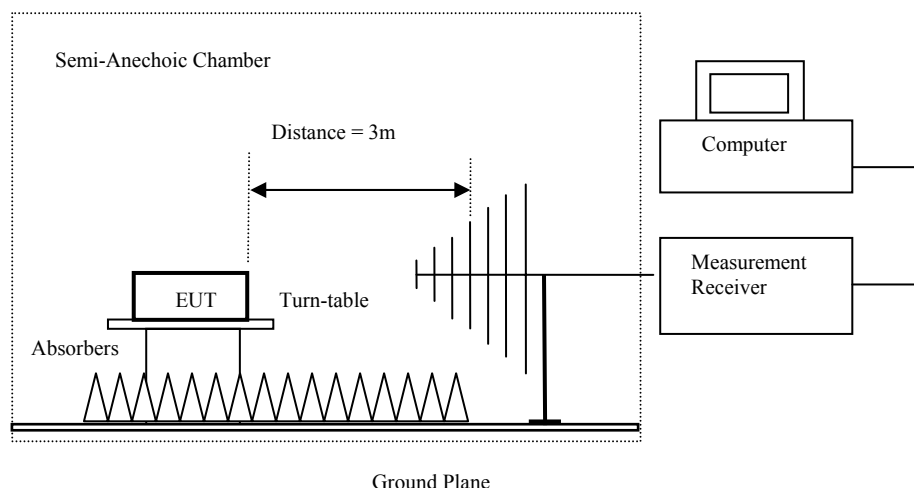 Semi-Anechoic Chamber
Distance = 3m
Computer
Measurement
Receiver
EUT
Turn-table
Absorbers
Ground Plane